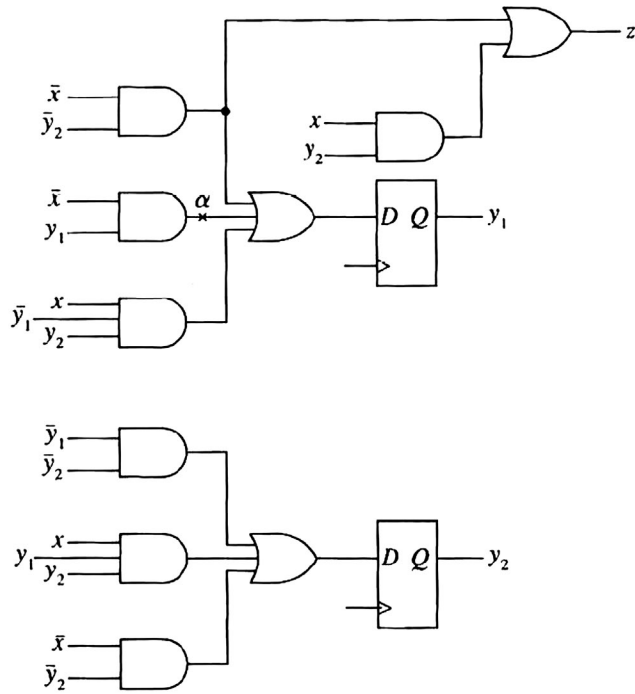 z
x̄
ȳ₂
x
y₂
x̄
y₁
α
D Q y₁
x
ȳ₁
y₂
ȳ₁
ȳ₂
x
y₁
y₂
D Q y₂
x̄
ȳ₂